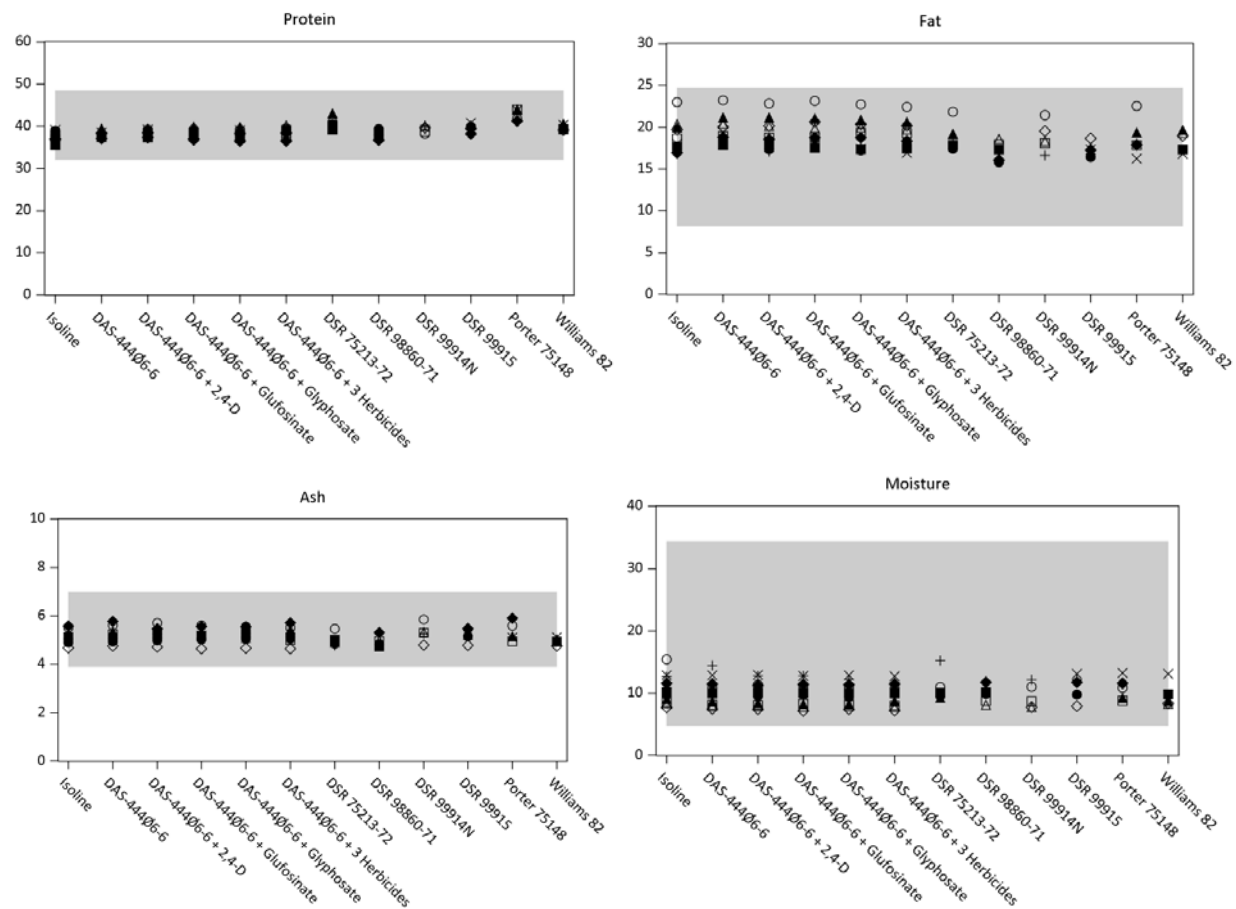 Protein
60
50
40
30
20
10
0
Isoline
DAS-444Ø6-6
DAS-444Ø6-6 + 2,4-D
DAS-444Ø6-6 + Glufosinate
DAS-444Ø6-6 + Glyphosate
DAS-444Ø6-6 + 3 Herbicides
DSR 75213-72
DSR 98860-71
DSR 99914N
DSR 99915
Porter 75148
Williams 82
Fat
30
25
20
15
10
5
0
Isoline
DAS-444Ø6-6
DAS-444Ø6-6 + 2,4-D
DAS-444Ø6-6 + Glufosinate
DAS-444Ø6-6 + Glyphosate
DAS-444Ø6-6 + 3 Herbicides
DSR 75213-72
DSR 98860-71
DSR 99914N
DSR 99915
Porter 75148
Williams 82
Ash
10
8
6
4
2
0
Isoline
DAS-444Ø6-6
DAS-444Ø6-6 + 2,4-D
DAS-444Ø6-6 + Glufosinate
DAS-444Ø6-6 + Glyphosate
DAS-444Ø6-6 + 3 Herbicides
DSR 75213-72
DSR 98860-71
DSR 99914N
DSR 99915
Porter 75148
Williams 82
Moisture
40
30
20
10
0
Isoline
DAS-444Ø6-6
DAS-444Ø6-6 + 2,4-D
DAS-444Ø6-6 + Glufosinate
DAS-444Ø6-6 + Glyphosate
DAS-444Ø6-6 + 3 Herbicides
DSR 75213-72
DSR 98860-71
DSR 99914N
DSR 99915
Porter 75148
Williams 82